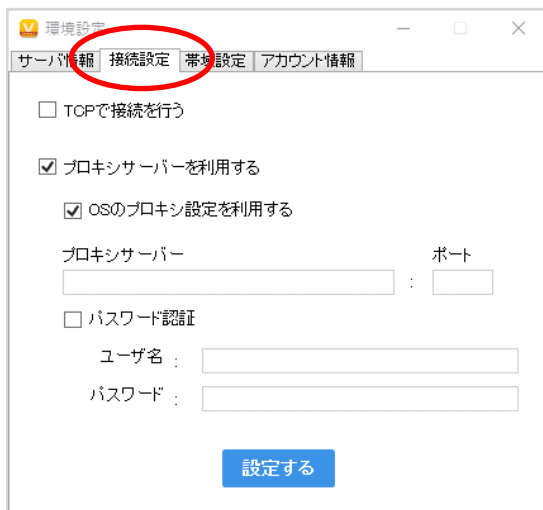 環境設定
サーバ情報 接続設定 帯域設定 アカウント情報
TCPで接続を行う
プロキシサーバーを利用する
OSのプロキシ設定を利用する
プロキシサーバー ポート
:
パスワード認証
ユーザ名 :
パスワード :
設定する